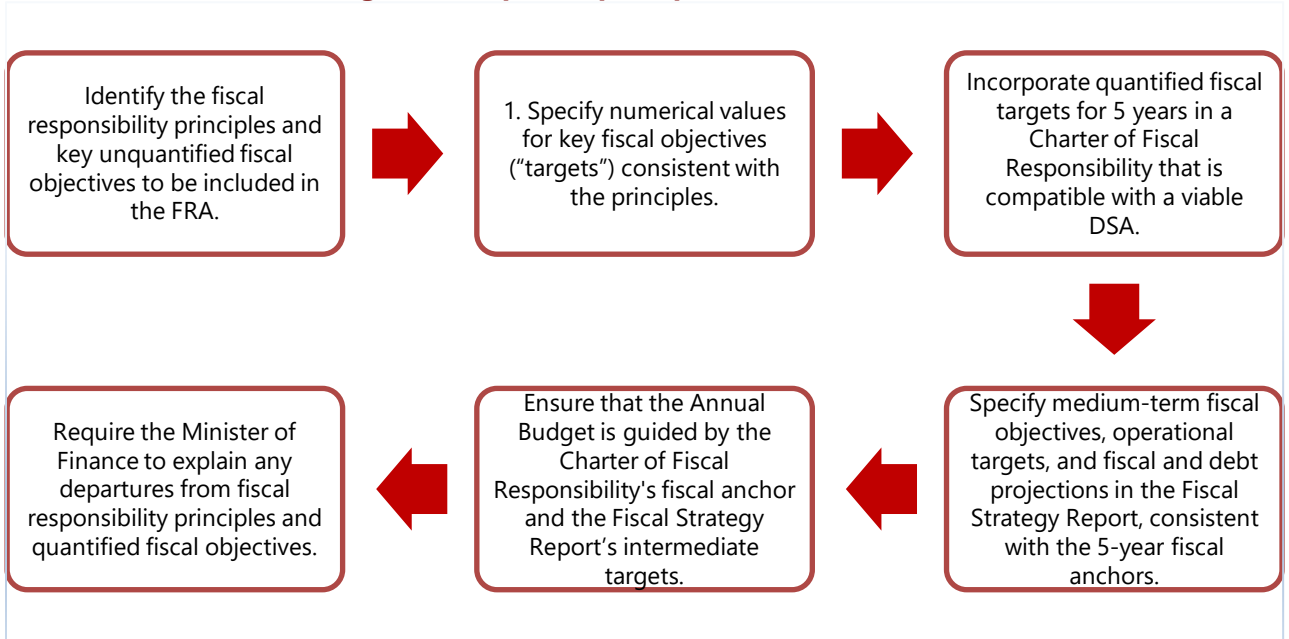 Identify the fiscal
responsibility principles and
key unquantified fiscal
objectives to be included in
the FRA.
1. Specify numerical values
for key fiscal objectives
(“targets”) consistent with
the principles.
Incorporate quantified fiscal
targets for 5 years in a
Charter of Fiscal
Responsibility that is
compatible with a viable
DSA.
Specify medium-term fiscal
objectives, operational
targets, and fiscal and debt
projections in the Fiscal
Strategy Report, consistent
with the 5-year fiscal
anchors.
Ensure that the Annual
Budget is guided by the
Charter of Fiscal
Responsibility's fiscal anchor
and the Fiscal Strategy
Report’s intermediate
targets.
Require the Minister of
Finance to explain any
departures from fiscal
responsibility principles and
quantified fiscal objectives.